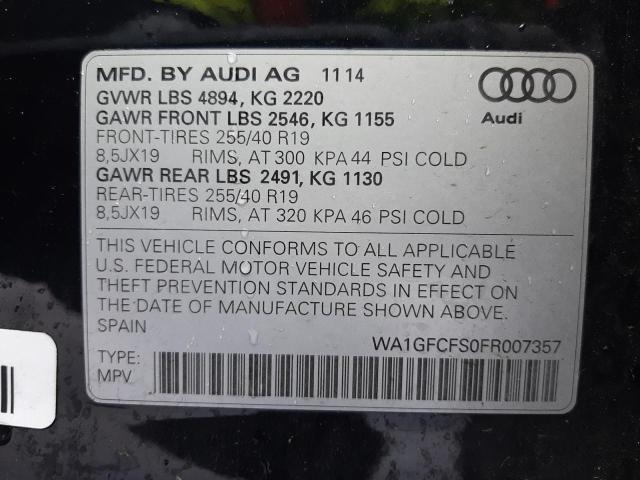 MFD. BY AUDI AG 1114
GVWR LBS 4894, KG 2220
GAWR FRONT LBS 2546, KG 1155
FRONT-TIRES 255/40 R19
8,5JX19 RIMS, AT 300 KPA 44 PSI COLD
GAWR REAR LBS 2491, KG 1130
REAR-TIRES 255/40 R19
8,5JX19 RIMS, AT 320 KPA 46 PSI COLD
Audi
THIS VEHICLE CONFORMS TO ALL APPLICABLE
U.S. FEDERAL MOTOR VEHICLE SAFETY AND
THEFT PREVENTION STANDARDS IN EFFECT ON
THE DATE OF MANUFACTURE SHOWN ABOVE.
SPAIN
WA1GFCFS0FR007357
TYPE:
MPV